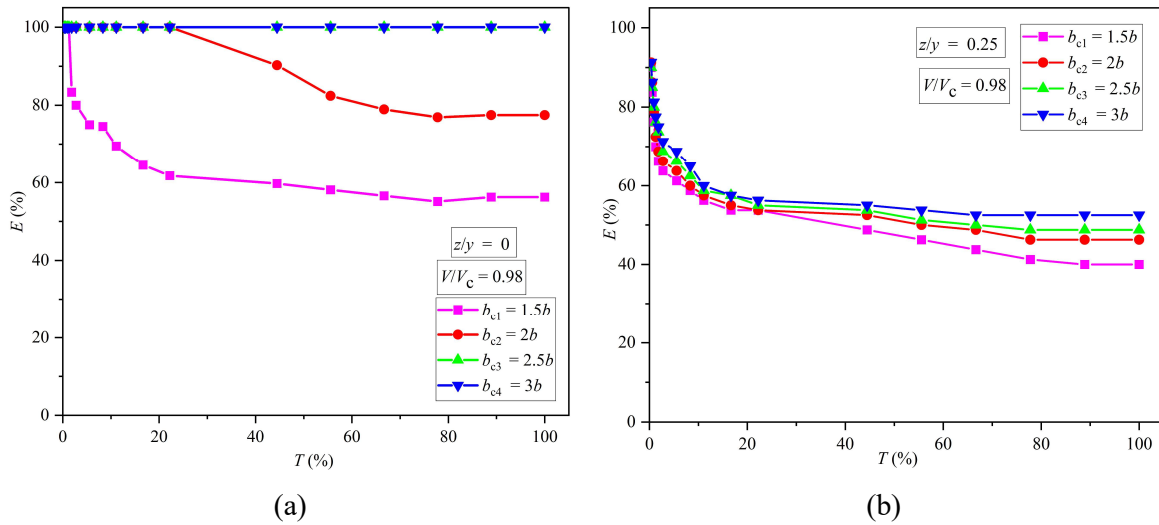 100
80
60
40
20
0
E (%)
z/y = 0
V/Vc = 0.98
bc1 = 1.5b
bc2 = 2b
bc3 = 2.5b
bc4 = 3b
0 20 40 60 80 100
T (%)
(a)
100
80
60
40
20
0
E (%)
z/y = 0.25
V/Vc = 0.98
bc1 = 1.5b
bc2 = 2b
bc3 = 2.5b
bc4 = 3b
0 20 40 60 80 100
T (%)
(b)